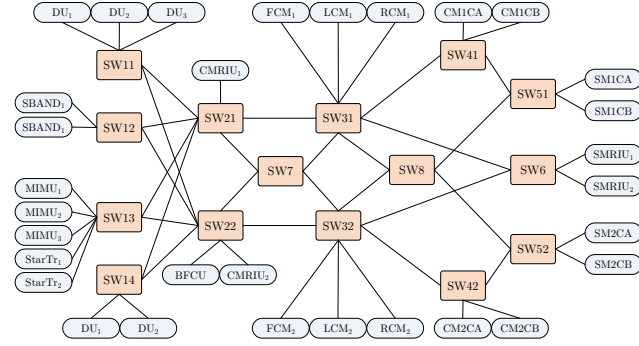 DU₁ DU₂ DU₃ FCM₁ LCM₁ RCM₁ CM1CA CM1CB
SW11 SW41
CMRIU₁
SM1CA
SBAND₁ SW51
SM1CB
SBAND₁ SW12 SW21 SW31
SMRIU₁
SW7 SW8 SW6
SMRIU₂
MIMU₁
MIMU₂
SW13 SW22 SW32
MIMU₃ SM2CA
StarTr₁ SW52
SM2CB
StarTr₂ SW14 BFCU CMRIU₂ SW42
DU₁ DU₂ FCM₂ LCM₂ RCM₂ CM2CA CM2CB